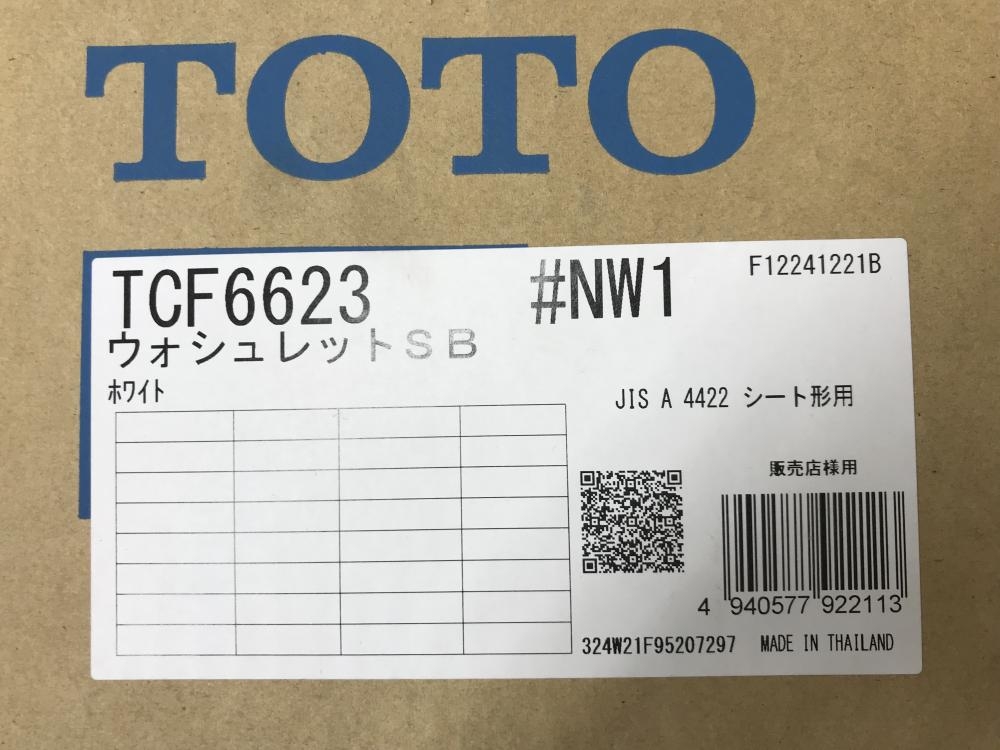 TOTO
TCF6623 #NW1 F12241221B
ウォシュレットSB
ホワイト
JIS A 4422 シート形用
販売店様用
4 940577 922113
324W21F95207297 MADE IN THAILAND